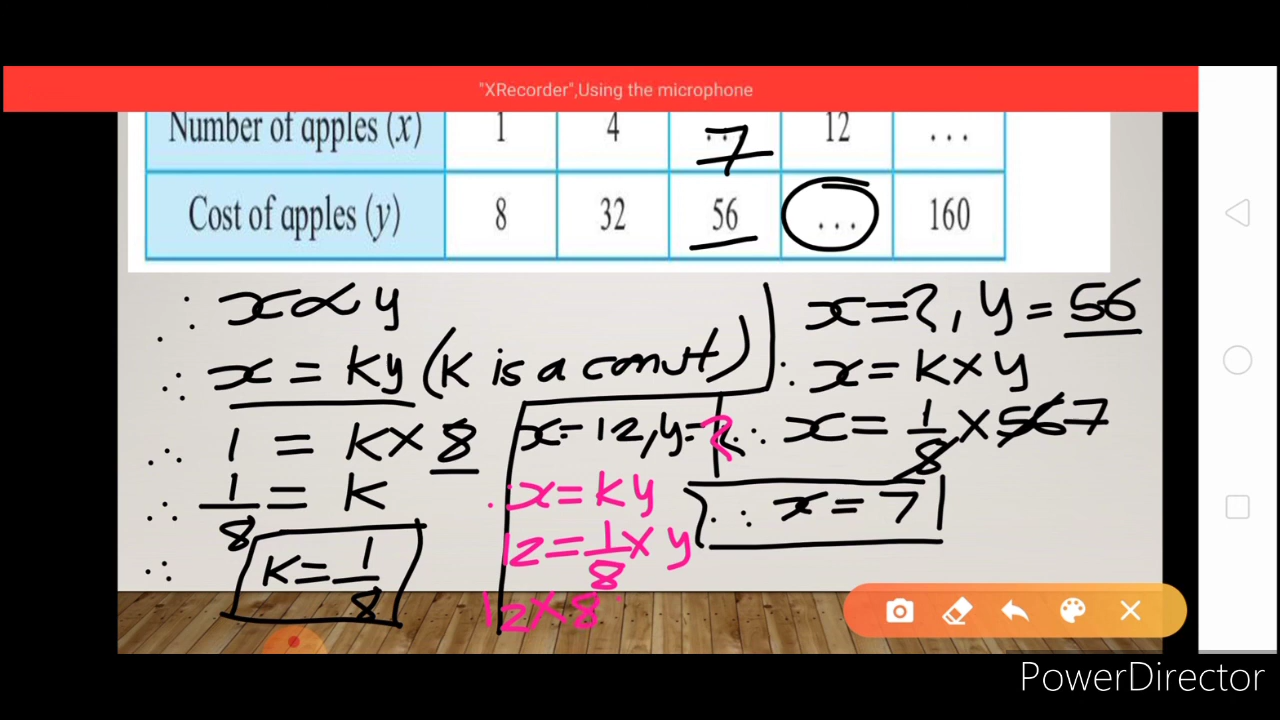 "XRecorder",Using the microphone
Number of apples (x) 1 4 7 12 ...
Cost of apples (y) 8 32 56 ... 160
∴ x ∝ y
∴ x = ky (k is a const)
∴ 1 = k × 8
∴ 1/8 = k
∴ k = 1/8
x = 12, y = ?
∴ x = ky
12 = 1/8 × y
12 × 8
x = ?, y = 56
∴ x = k × y
∴ x = 1/8 × 56 7
∴ x = 7
PowerDirector